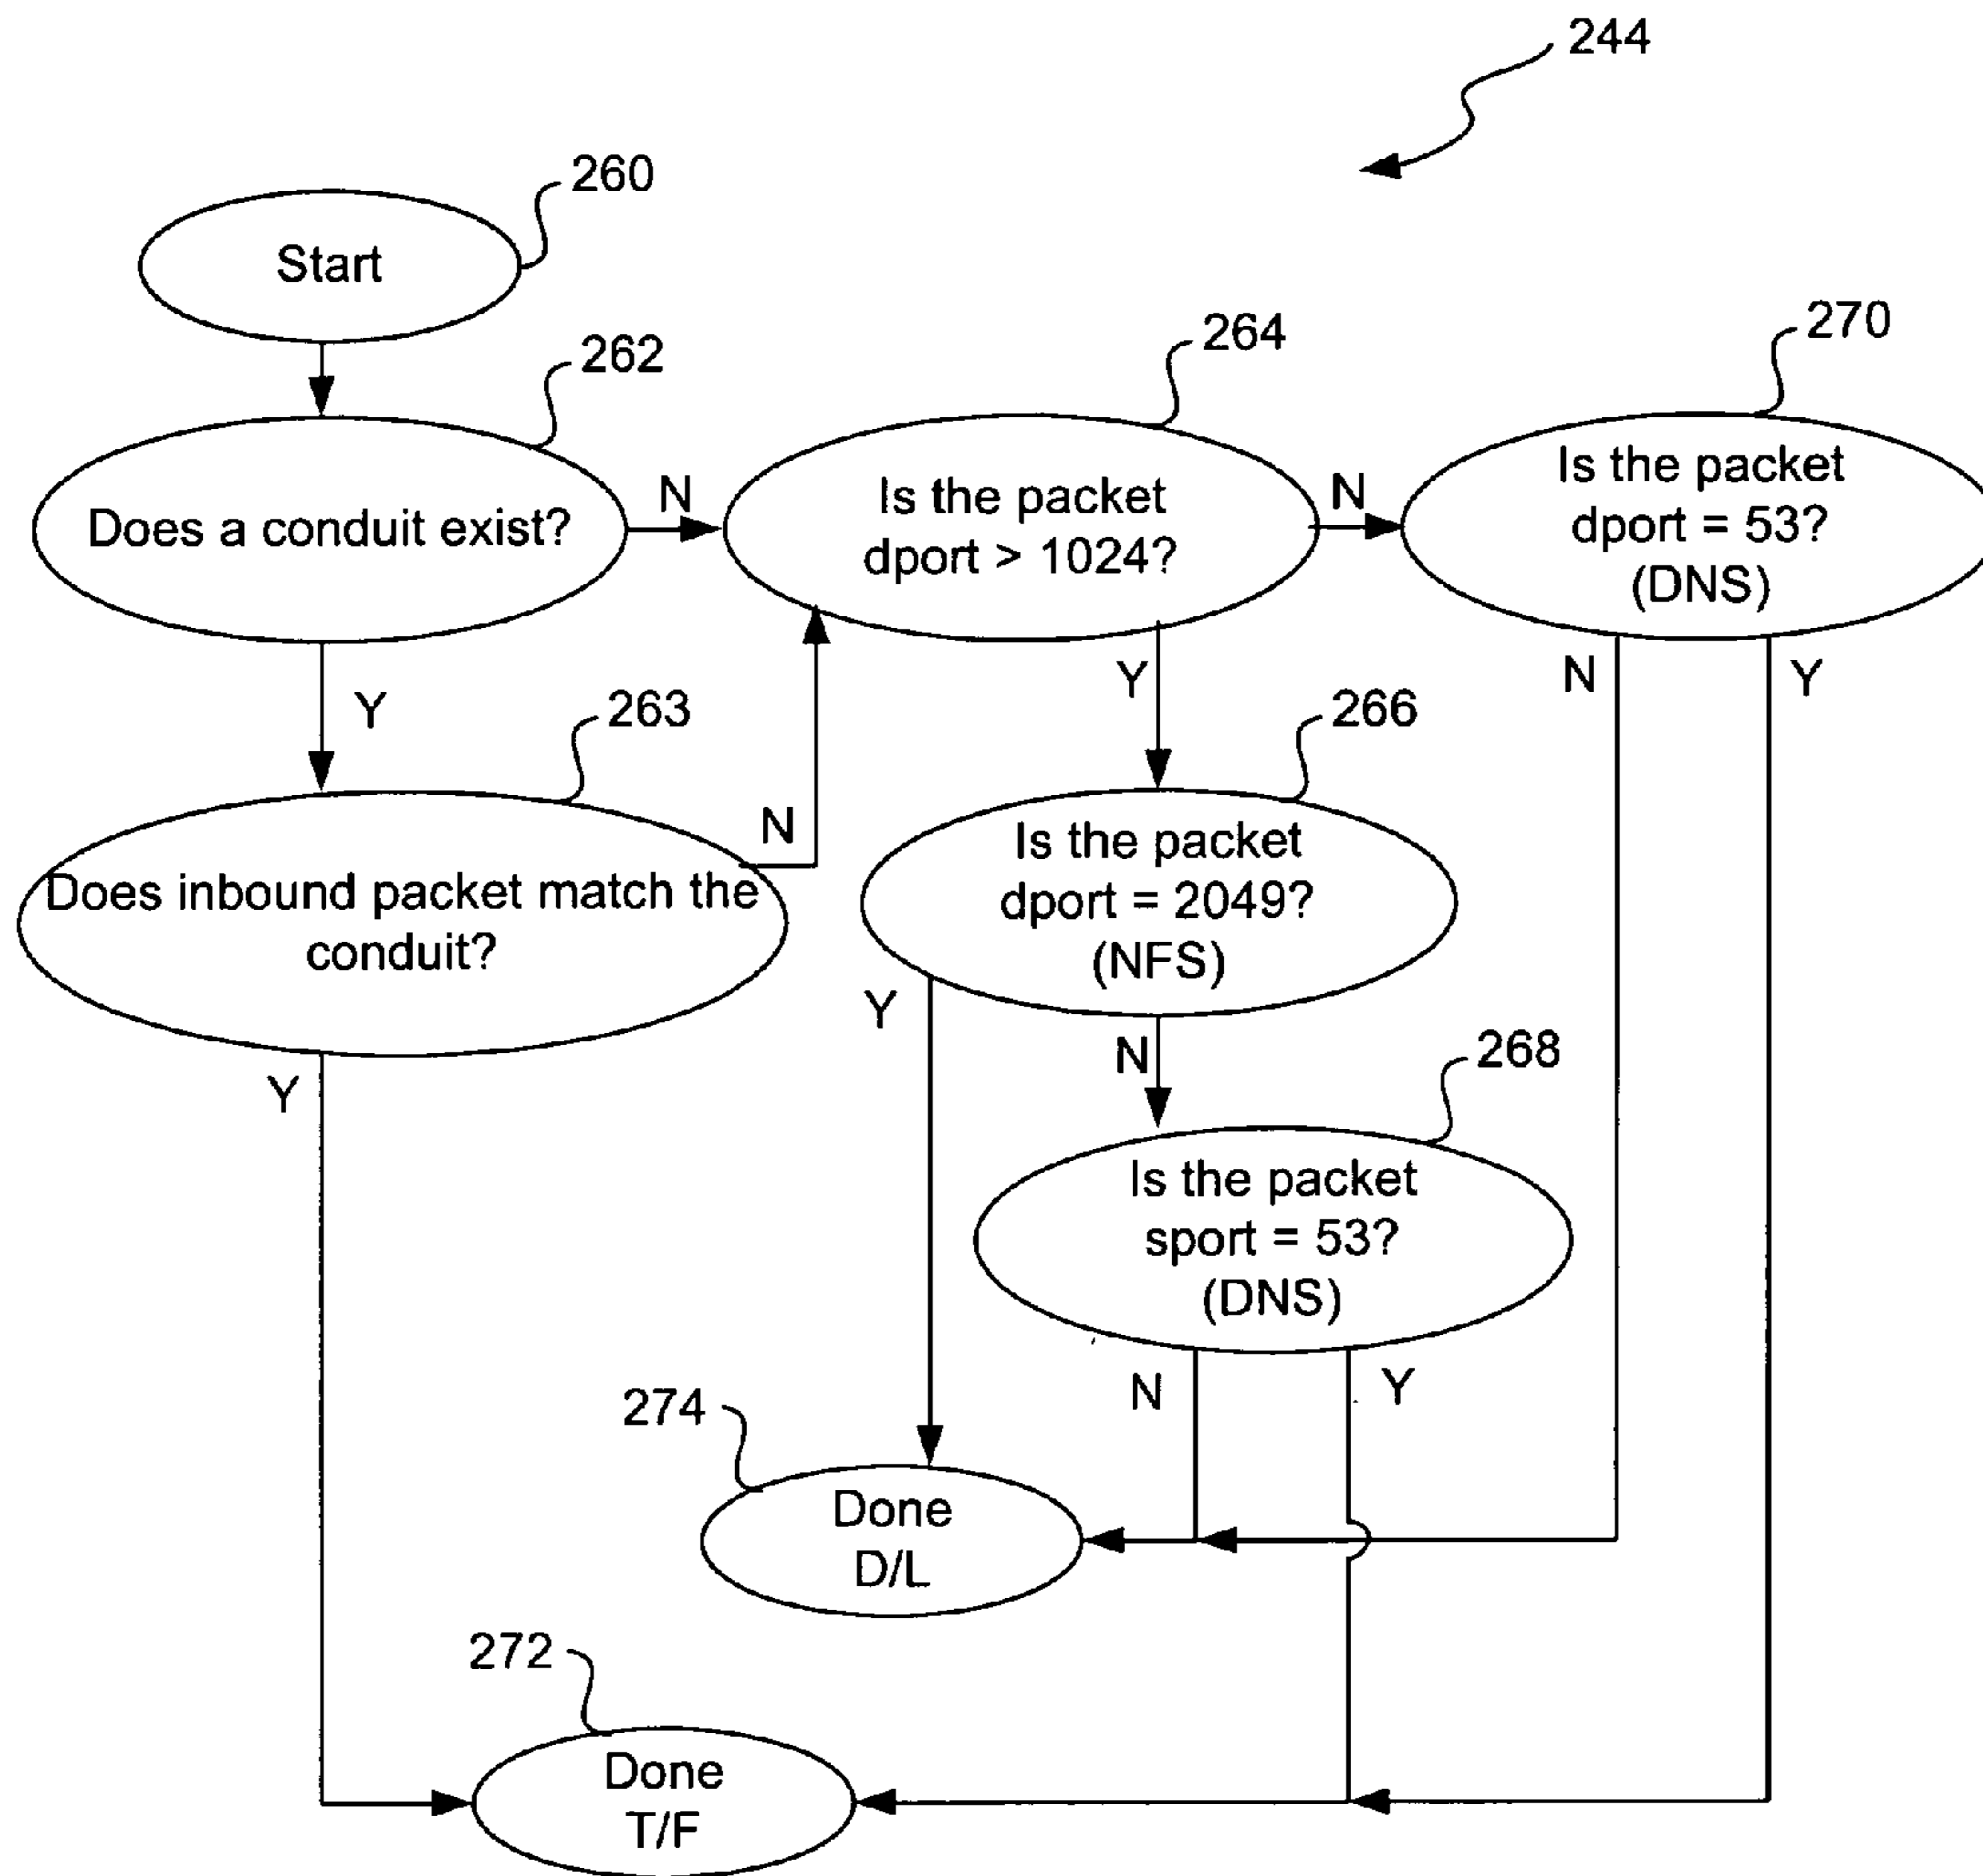 244
260
Start
262
264
270
Does a conduit exist?
N
Is the packet
dport > 1024?
N
Is the packet
dport = 53?
(DNS)
Y
263
Y
266
N
Y
Does inbound packet match the
conduit?
N
Is the packet
dport = 2049?
(NFS)
Y
Y
N
268
Is the packet
sport = 53?
(DNS)
N
Y
274
Done
D/L
272
Done
T/F